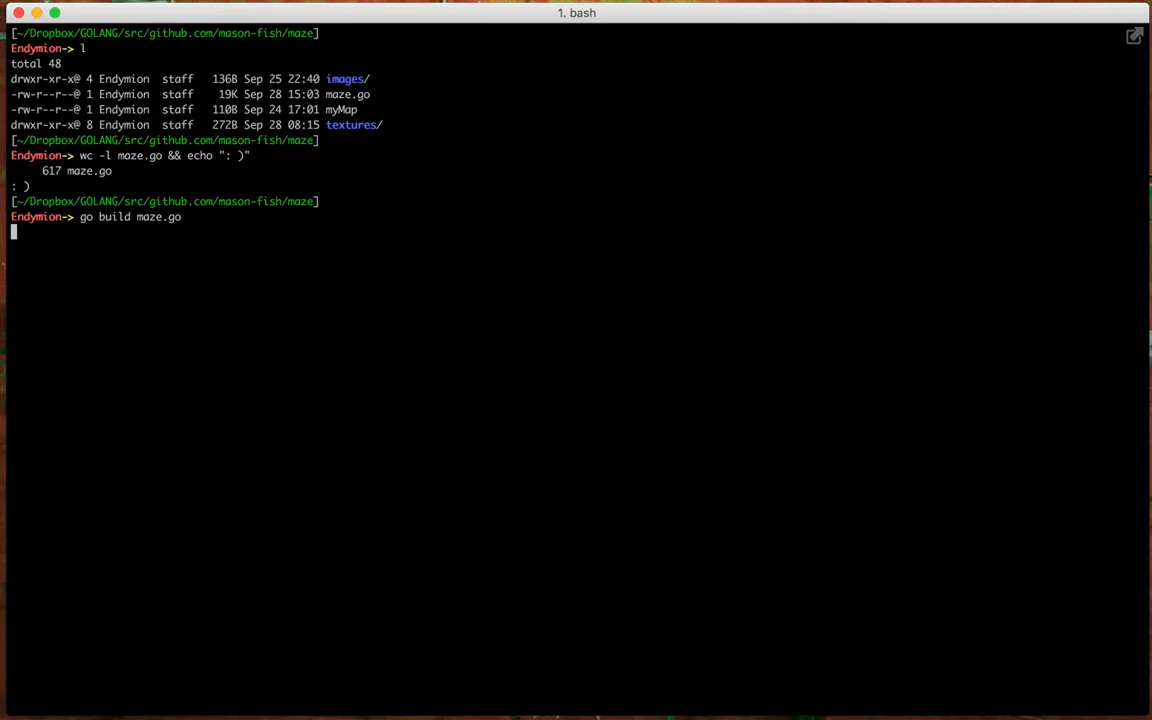 1. bash
[~/Dropbox/GOLANG/src/github.com/mason-fish/maze]
Endymion-> l
total 48
drwxr-xr-x@ 4 Endymion  staff   136B Sep 25 22:40 images/
-rw-r--r--@ 1 Endymion  staff    19K Sep 28 15:03 maze.go
-rw-r--r--@ 1 Endymion  staff   110B Sep 24 17:01 myMap
drwxr-xr-x@ 8 Endymion  staff   272B Sep 28 08:15 textures/
[~/Dropbox/GOLANG/src/github.com/mason-fish/maze]
Endymion-> wc -l maze.go && echo ": )"
     617 maze.go
: )
[~/Dropbox/GOLANG/src/github.com/mason-fish/maze]
Endymion-> go build maze.go